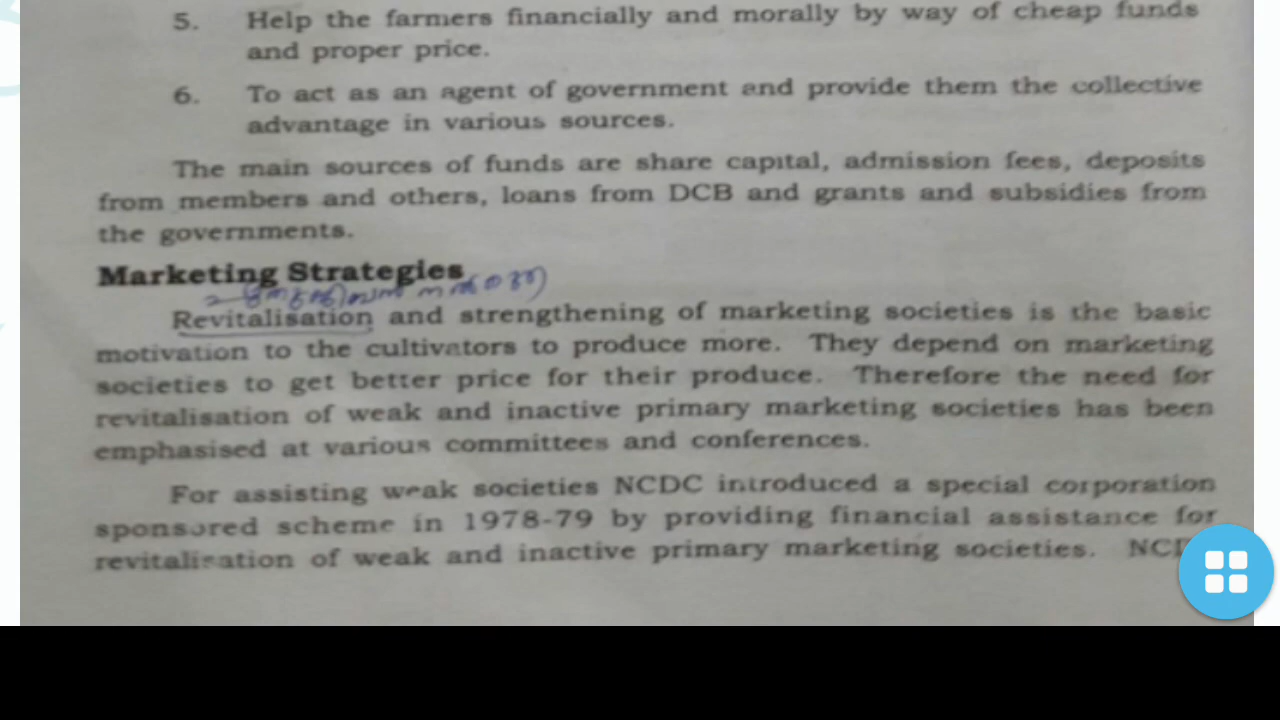 5. Help the farmers financially and morally by way of cheap funds
and proper price.
6. To act as an agent of government and provide them the collective
advantage in various sources.
The main sources of funds are share capital, admission fees, deposits
from members and others, loans from DCB and grants and subsidies from
the governments.
Marketing Strategies
Revitalisation and strengthening of marketing societies is the basic
motivation to the cultivators to produce more. They depend on marketing
societies to get better price for their produce. Therefore the need for
revitalisation of weak and inactive primary marketing societies has been
emphasised at various committees and conferences.
For assisting weak societies NCDC introduced a special corporation
sponsored scheme in 1978-79 by providing financial assistance for
revitalisation of weak and inactive primary marketing societies.